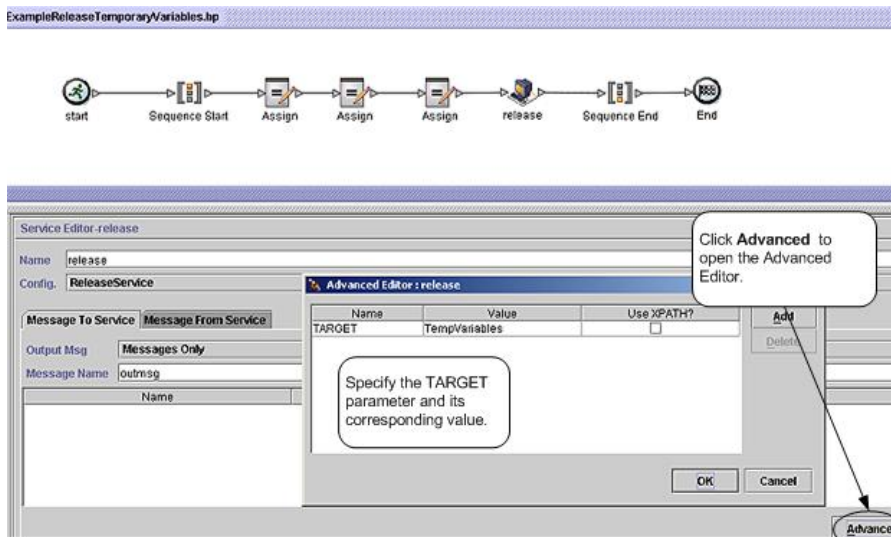 ExampleReleaseTemporaryVariables.bp
start
Sequence Start
Assign
Assign
Assign
release
Sequence End
End
Service Editor-release
Name release
Config. ReleaseService
Message To Service Message From Service
Output Msg Messages Only
Message Name outmsg
Name
Advanced Editor : release
Name Value Use XPATH?
TARGET TempVariables
Add
Delete
Specify the TARGET
parameter and its
corresponding value.
OK Cancel
Click Advanced to
open the Advanced
Editor.
Advance